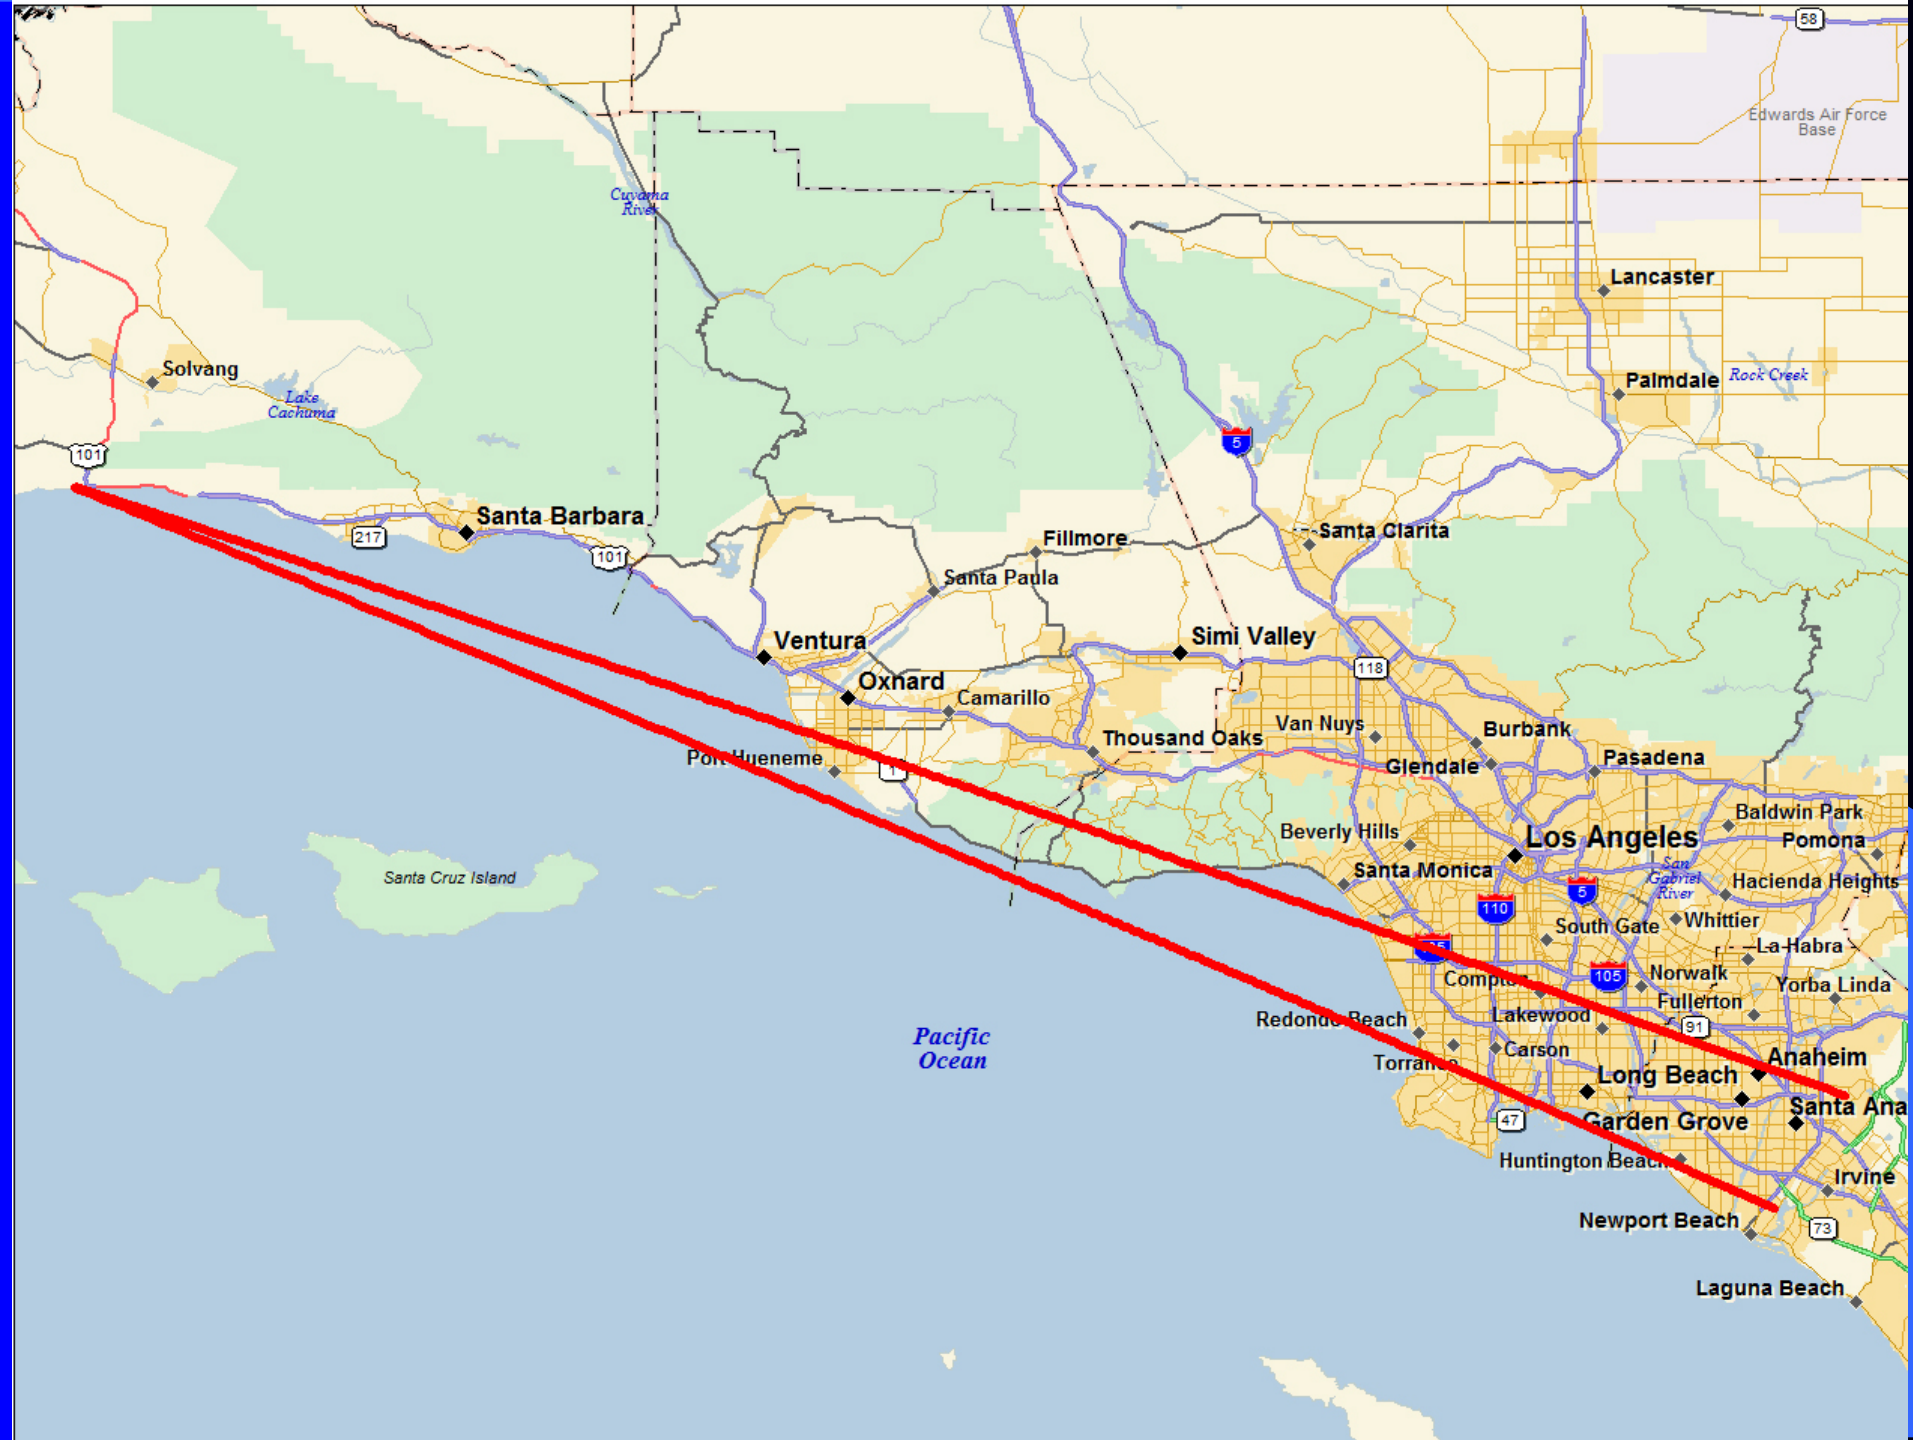 58
Edwards Air Force
Base
Cuyama
River
Lancaster
Solvang
Palmdale
Rock Creek
Lake
Cachuma
5
101
Santa Barbara
217
101
Fillmore
Santa Clarita
Santa Paula
Ventura
Simi Valley
118
Oxnard
Camarillo
Van Nuys
Burbank
Thousand Oaks
Port Hueneme
1
Glendale
Pasadena
Baldwin Park
Beverly Hills
Los Angeles
Pomona
Santa Monica
San
Gabriel
River
Santa Cruz Island
5
Hacienda Heights
110
South Gate
Whittier
La Habra
105
Norwalk
Compton
Yorba Linda
Fullerton
Redondo Beach
Lakewood
91
Pacific
Ocean
Carson
Torrance
Anaheim
Long Beach
Santa Ana
47
Garden Grove
Huntington Beach
Irvine
Newport Beach
73
Laguna Beach